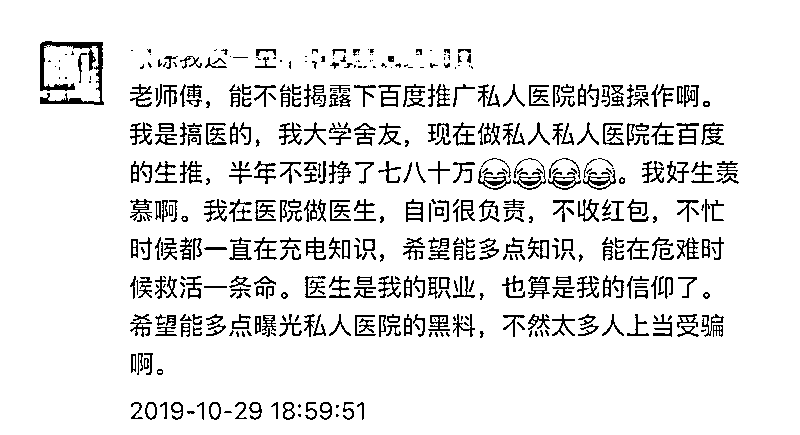 老师傅，能不能揭露下百度推广私人医院的骚操作啊。
我是搞医的，我大学舍友，现在做私人私人医院在百度
的生推，半年不到挣了七八十万😂😂😂😂。我好生羡
慕啊。我在医院做医生，自问很负责，不收红包，不忙
时候都一直在充电知识，希望能多点知识，能在危难时
候救活一条命。医生是我的职业，也算是我的信仰了。
希望能多点曝光私人医院的黑料，不然太多人上当受骗
啊。
2019-10-29 18:59:51